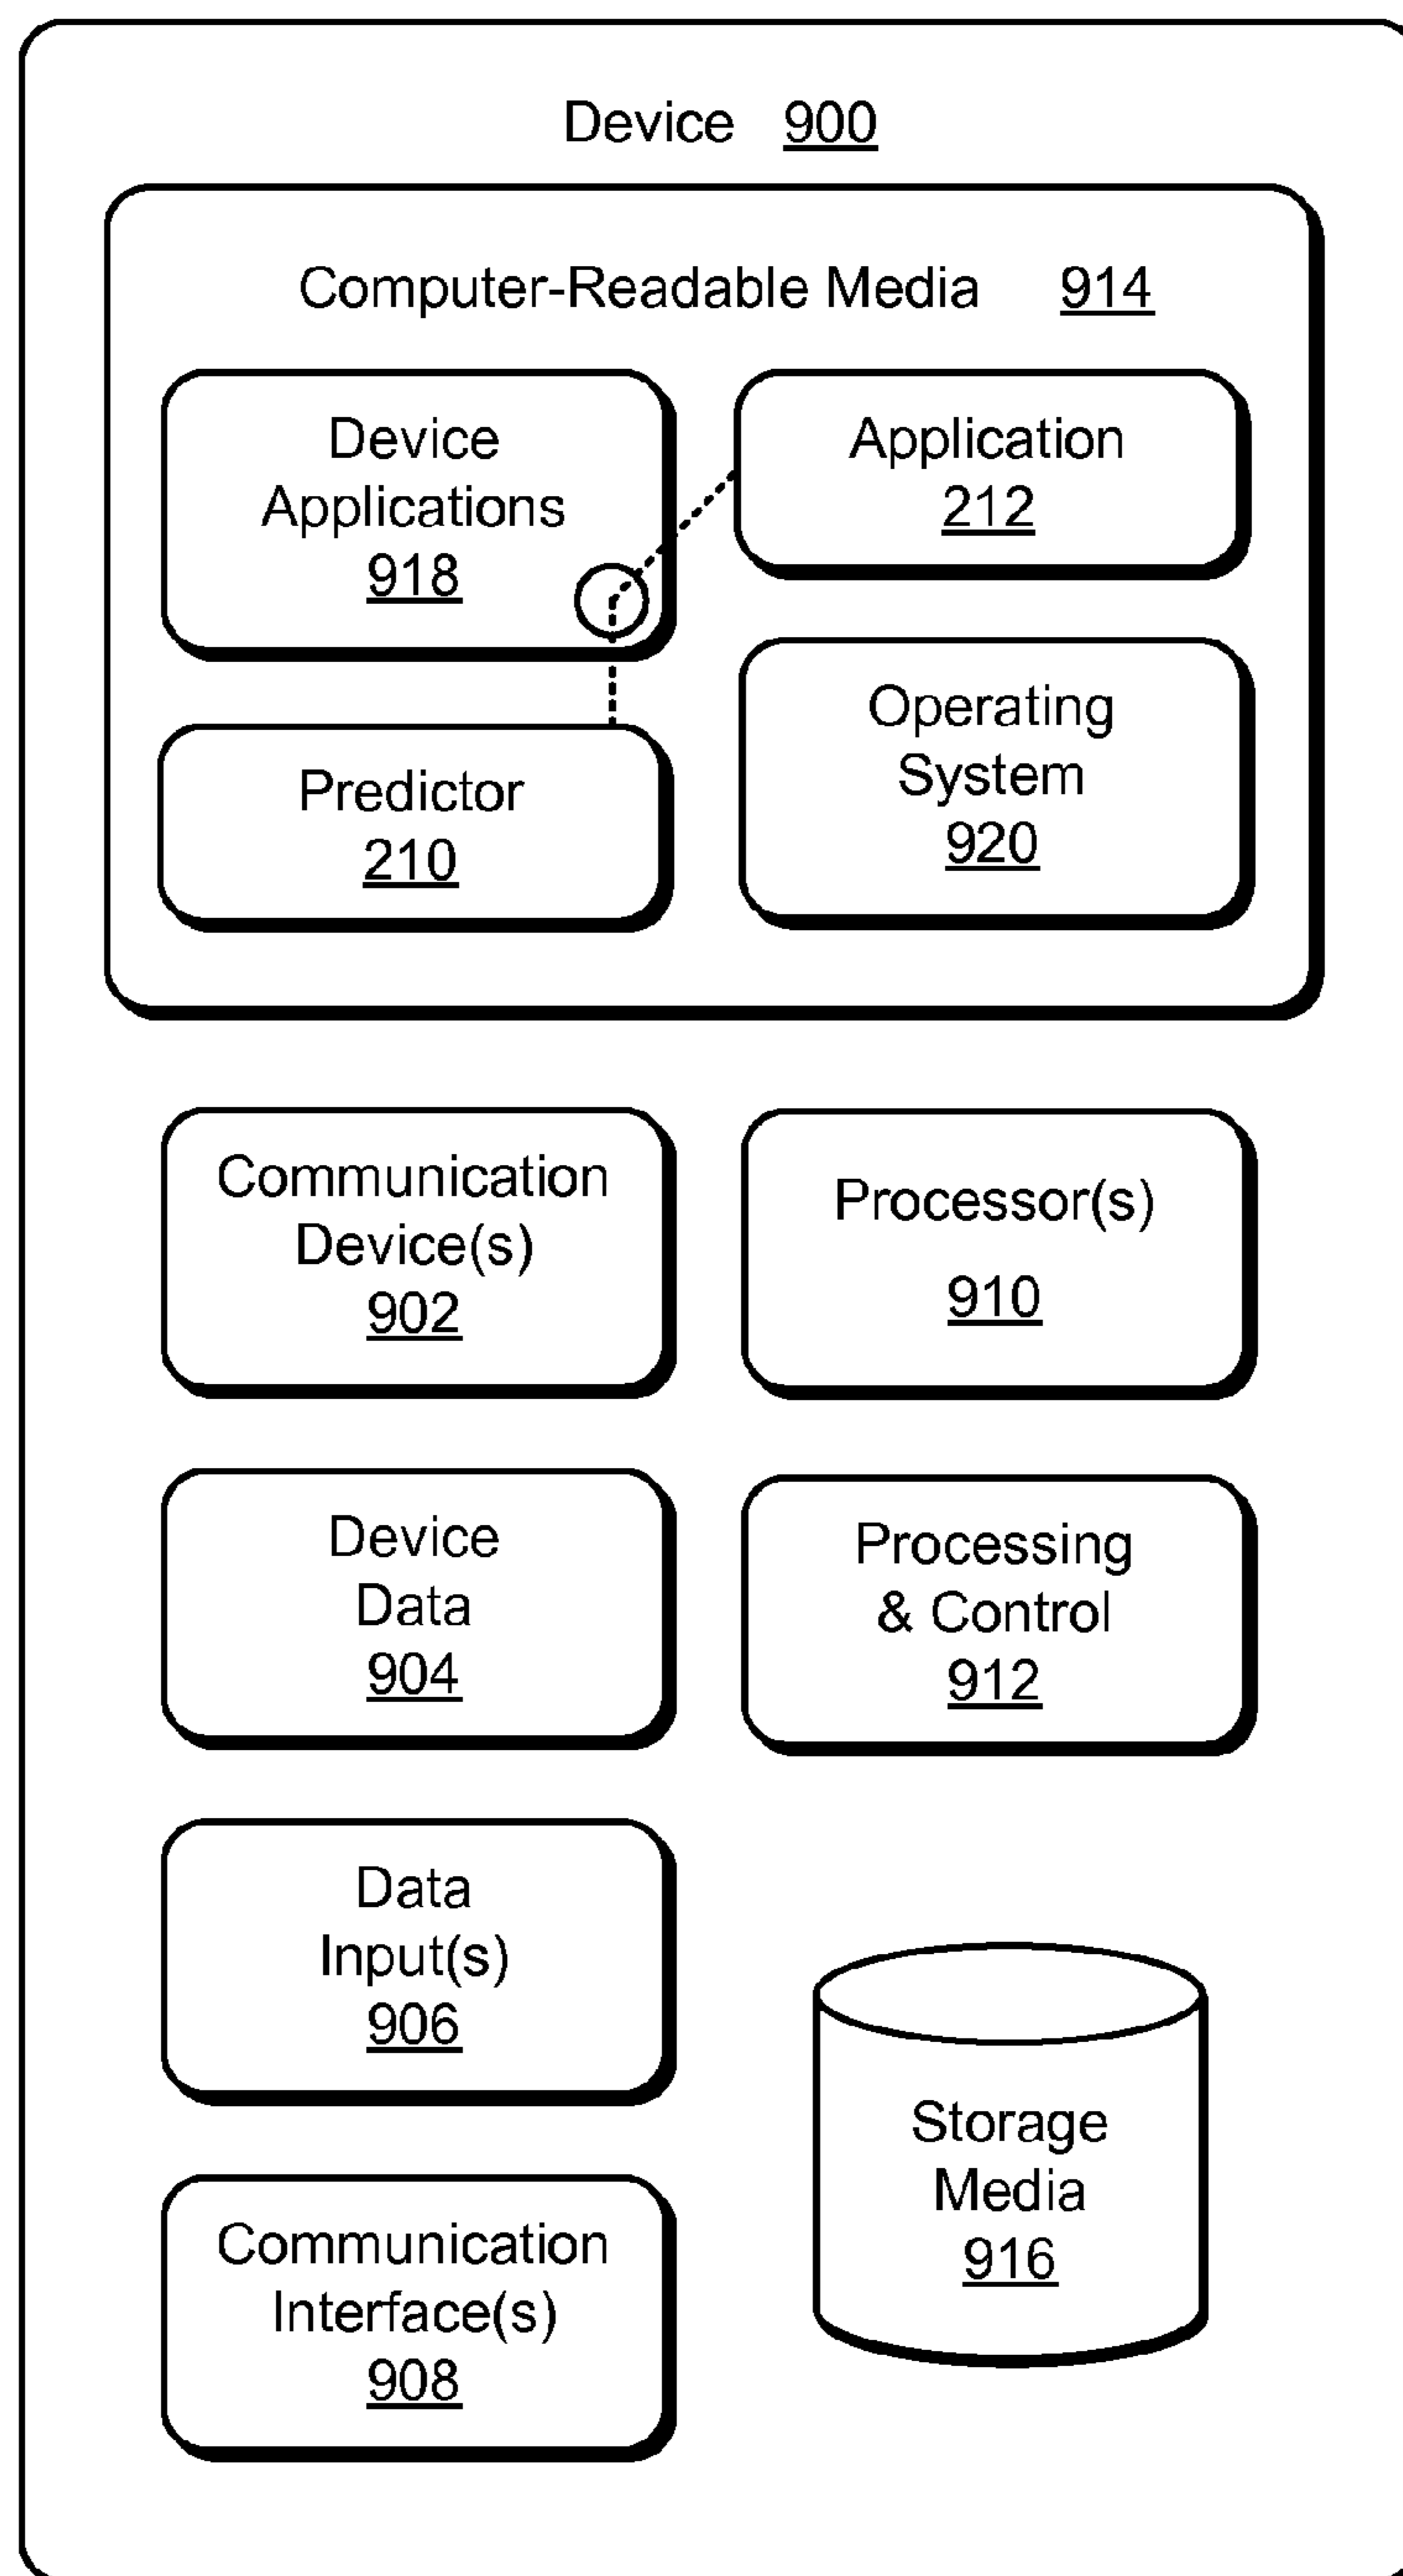 Device 900
Computer-Readable Media 914
Device
Applications
918
Application
212
Predictor
210
Operating
System
920
Communication
Device(s)
902
Processor(s)
910
Device
Data
904
Processing
& Control
912
Data
Input(s)
906
Storage
Media
916
Communication
Interface(s)
908